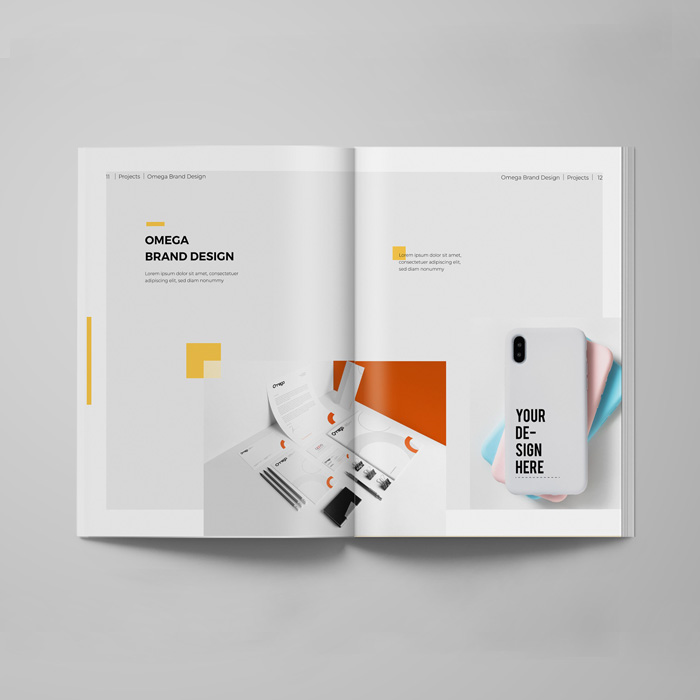 11 | Projects | Omega Brand Design
OMEGA
BRAND DESIGN
Lorem ipsum dolor sit amet, consectetuer
adipiscing elit, sed diam nonummy
Omega Brand Design | Projects | 12
Lorem ipsum dolor sit amet,
consectetuer adipiscing elit,
sed diam nonummy
YOUR
DE-
SIGN
HERE